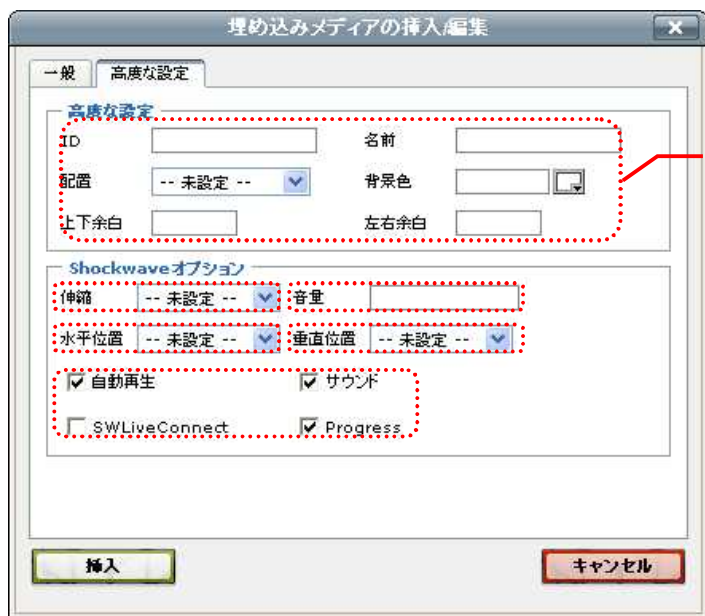 埋め込みメディアの挿入/編集
一般 高度な設定
高度な設定
ID 名前
配置 -- 未設定 -- 背景色
上下余白 左右余白
Shockwaveオプション
伸縮 -- 未設定 -- 音量
水平位置 -- 未設定 -- 垂直位置 -- 未設定 --
自動再生 サウンド
SWLiveConnect Progress
挿入 キャンセル